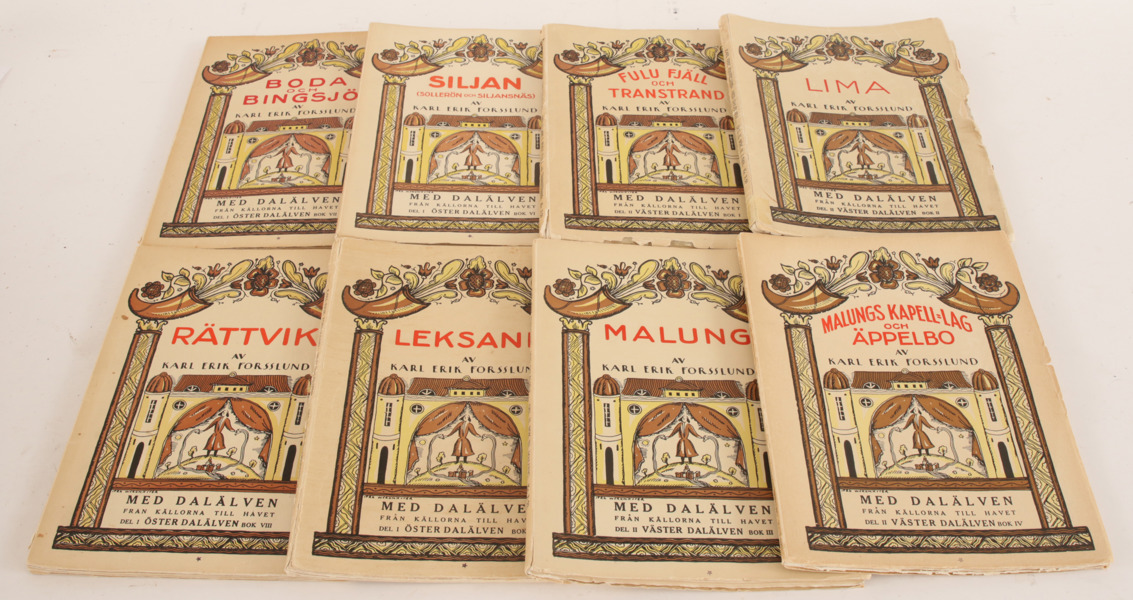 BODA
OCH
BINGSJÖ
AV
KARL ERIK FORSSLUND
MED DALÄLVEN
FRÅN KÄLLORNA TILL
DEL I ÖSTER DALÄLVEN BOK VII
SILJAN
(SOLLERÖN OCH SILJANSNÄS)
AV
KARL ERIK FORSSLUND
MED DALÄLVEN
FRÅN KÄLLORNA TILL HAVET
DEL I ÖSTER DALÄLVEN BOK
FULU FJÄLL
OCH
TRANSTRAND
AV
KARL ERIK FORSSLUND
MED DALÄLVEN
FRÅN KÄLLORNA TILL HAVET
DEL II VÄSTER DALÄLVEN BOK I
LIMA
AV
KARL ERIK FORSSLUND
MED DALÄLVEN
FRÅN KÄLLORNA TILL HAVET
DEL II VÄSTER DALÄLVEN BOK II
RÄTTVIK
AV
KARL ERIK FORSSLUND
MED DALÄLVEN
FRÅN KÄLLORNA TILL HAVET
DEL I ÖSTER DALÄLVEN BOK VIII
LEKSAN
AV
KARL ERIK FORSSLUN
MED DALÄLVEN
FRÅN KÄLLORNA TILL HAV
DEL I ÖSTER DALÄLVEN BOK
MALUNG
AV
KARL ERIK FORSSLUND
MED DALÄLVEN
FRÅN KÄLLORNA TILL HAVET
DEL II VÄSTER DALÄLVEN BOK III
MALUNGS KAPELL-LAG
OCH
ÄPPELBO
AV
KARL ERIK FORSSLUND
MED DALÄLVEN
FRÅN KÄLLORNA TILL HAVET
DEL II VÄSTER DALÄLVEN BOK IV